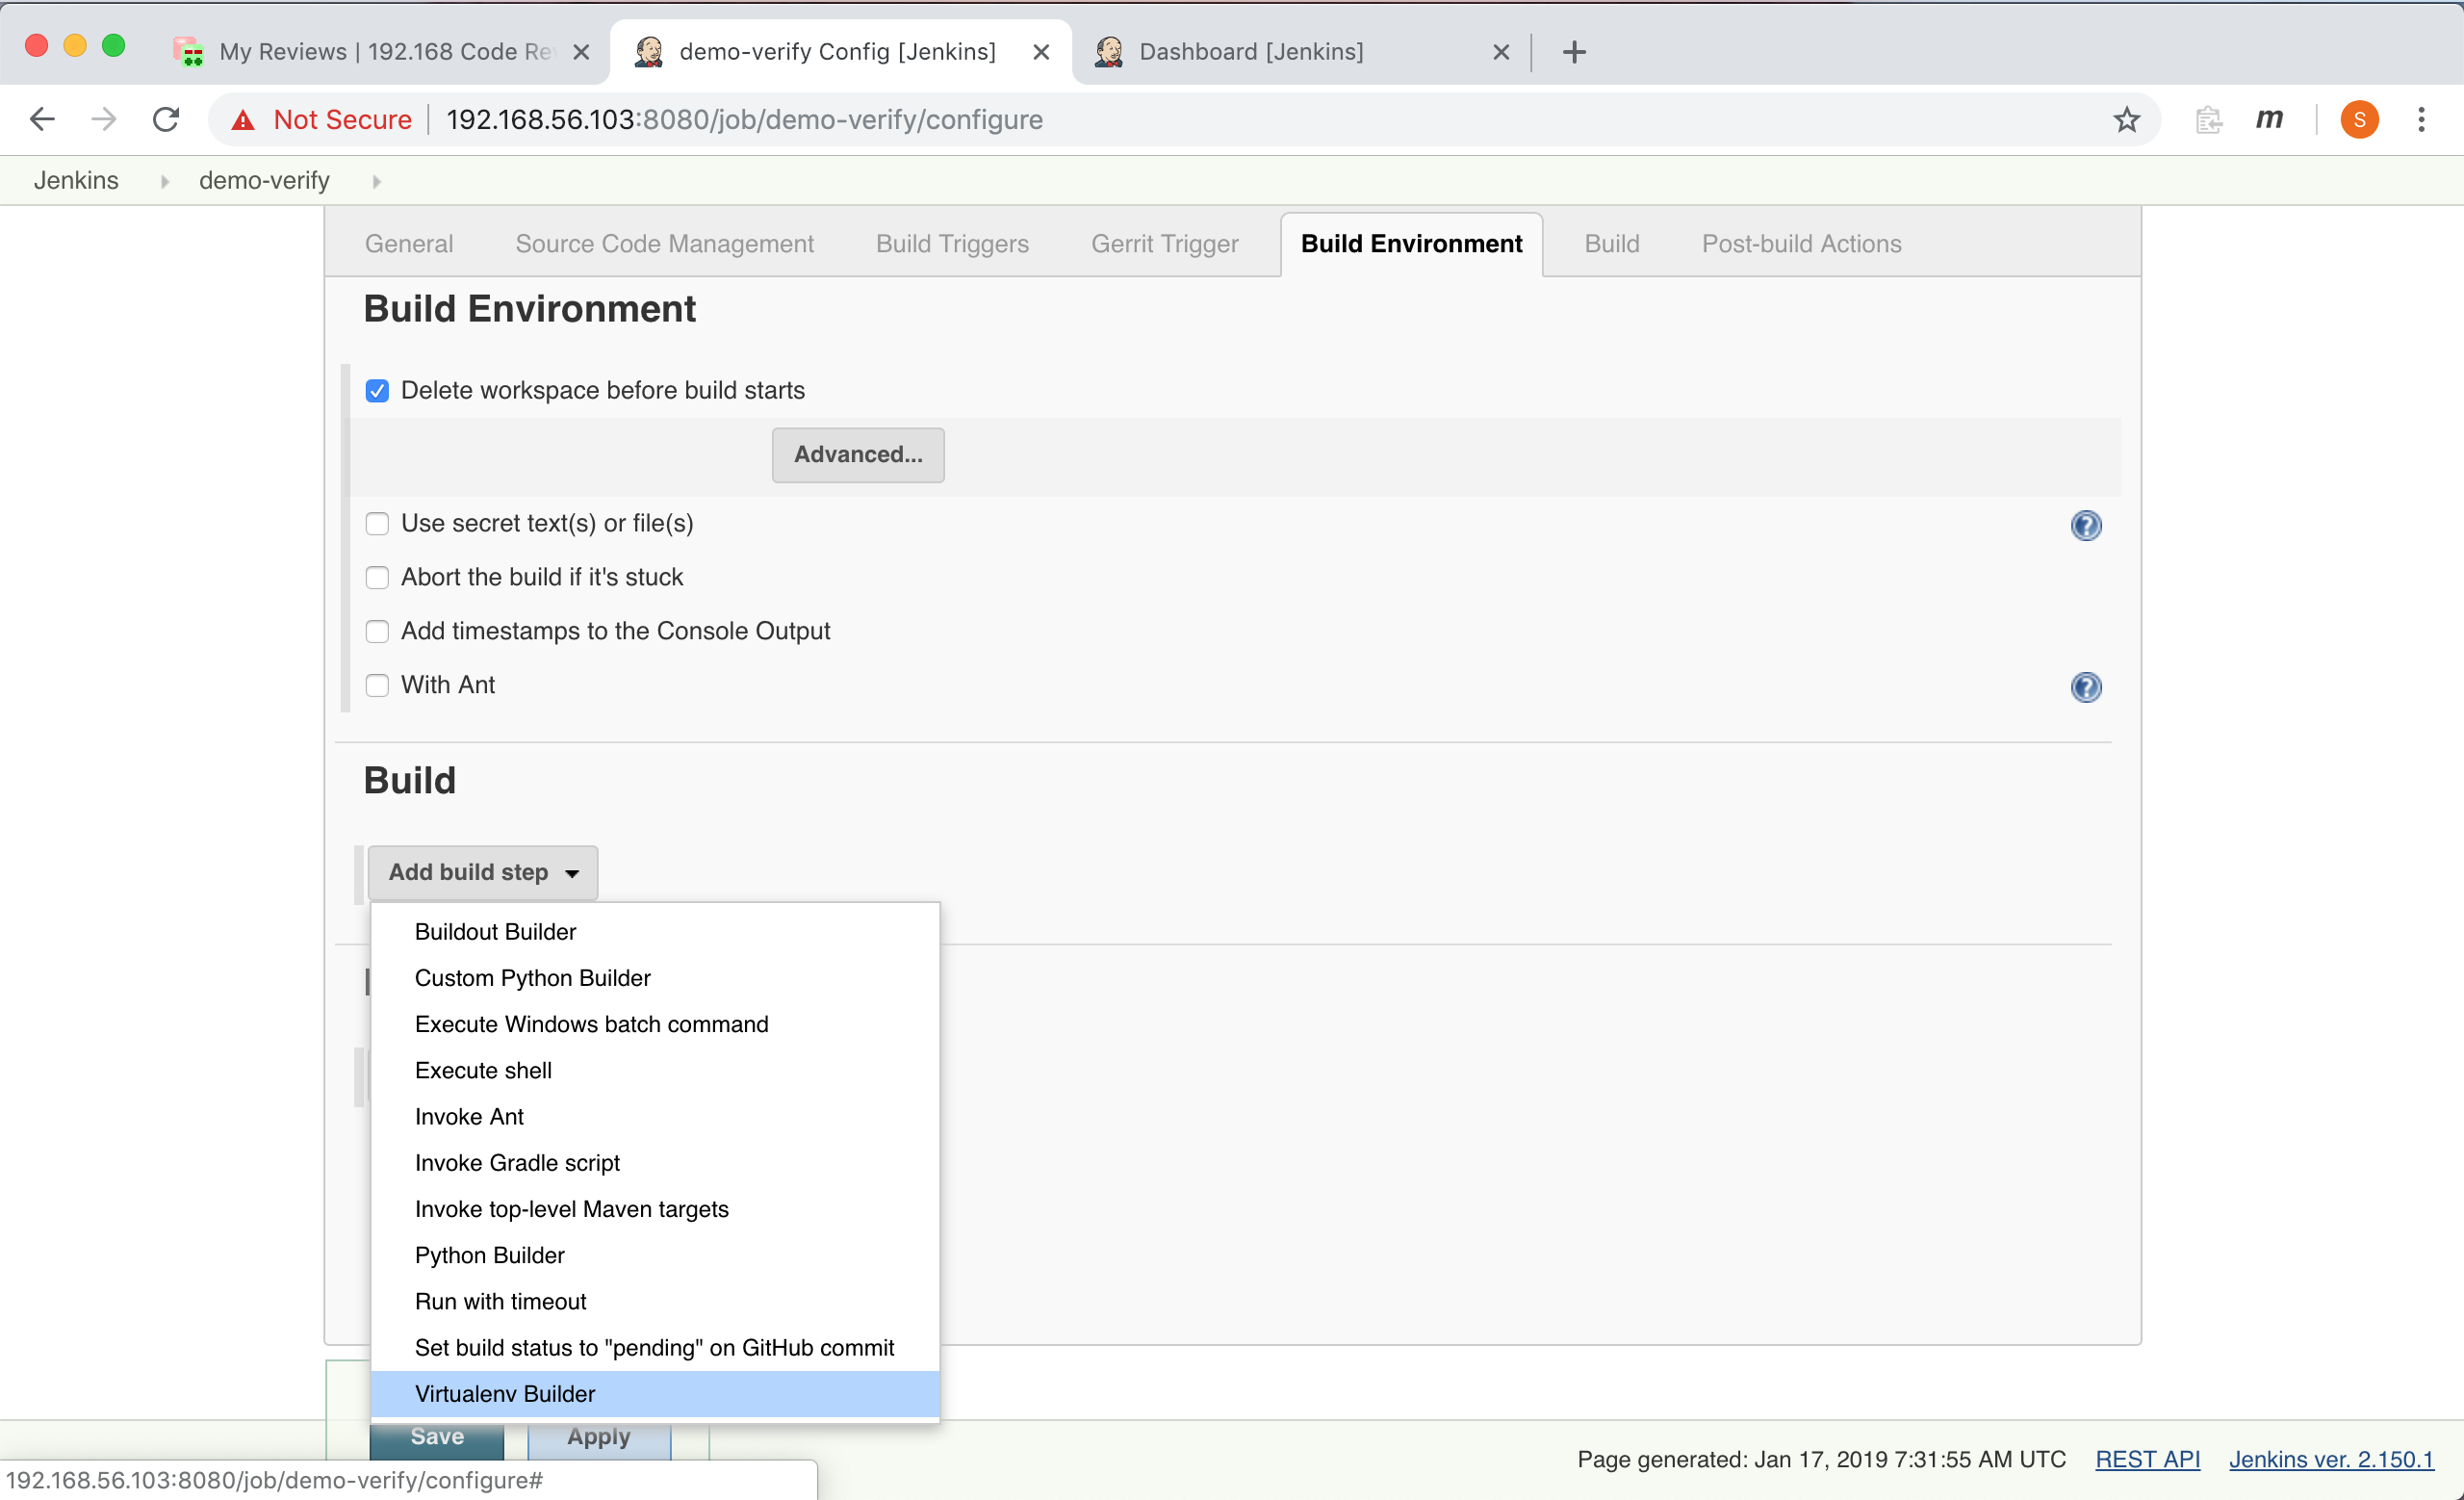 My Reviews | 192.168 Code Re
demo-verify Config [Jenkins]
Dashboard [Jenkins]
Not Secure
192.168.56.103:8080/job/demo-verify/configure
m
S
Jenkins
demo-verify
General
Source Code Management
Build Triggers
Gerrit Trigger
Build Environment
Build
Post-build Actions
Build Environment
Delete workspace before build starts
Advanced...
Use secret text(s) or file(s)
?
Abort the build if it's stuck
Add timestamps to the Console Output
With Ant
?
Build
Add build step
Buildout Builder
Custom Python Builder
Execute Windows batch command
Execute shell
Invoke Ant
Invoke Gradle script
Invoke top-level Maven targets
Python Builder
Run with timeout
Set build status to "pending" on GitHub commit
Virtualenv Builder
Save
Apply
Page generated: Jan 17, 2019 7:31:55 AM UTC
REST API
Jenkins ver. 2.150.1
192.168.56.103:8080/job/demo-verify/configure#